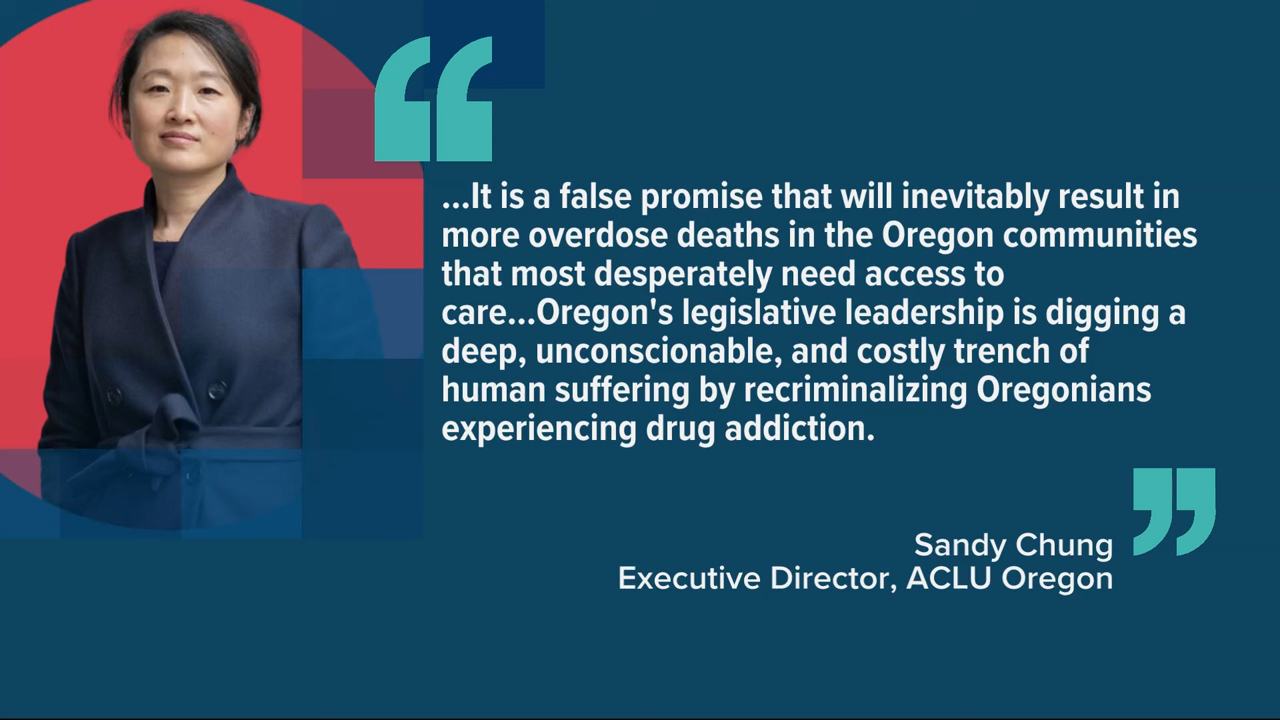 ...It is a false promise that will inevitably result in
more overdose deaths in the Oregon communities
that most desperately need access to
care...Oregon's legislative leadership is digging a
deep, unconscionable, and costly trench of
human suffering by recriminalizing Oregonians
experiencing drug addiction.
Sandy Chung
Executive Director, ACLU Oregon